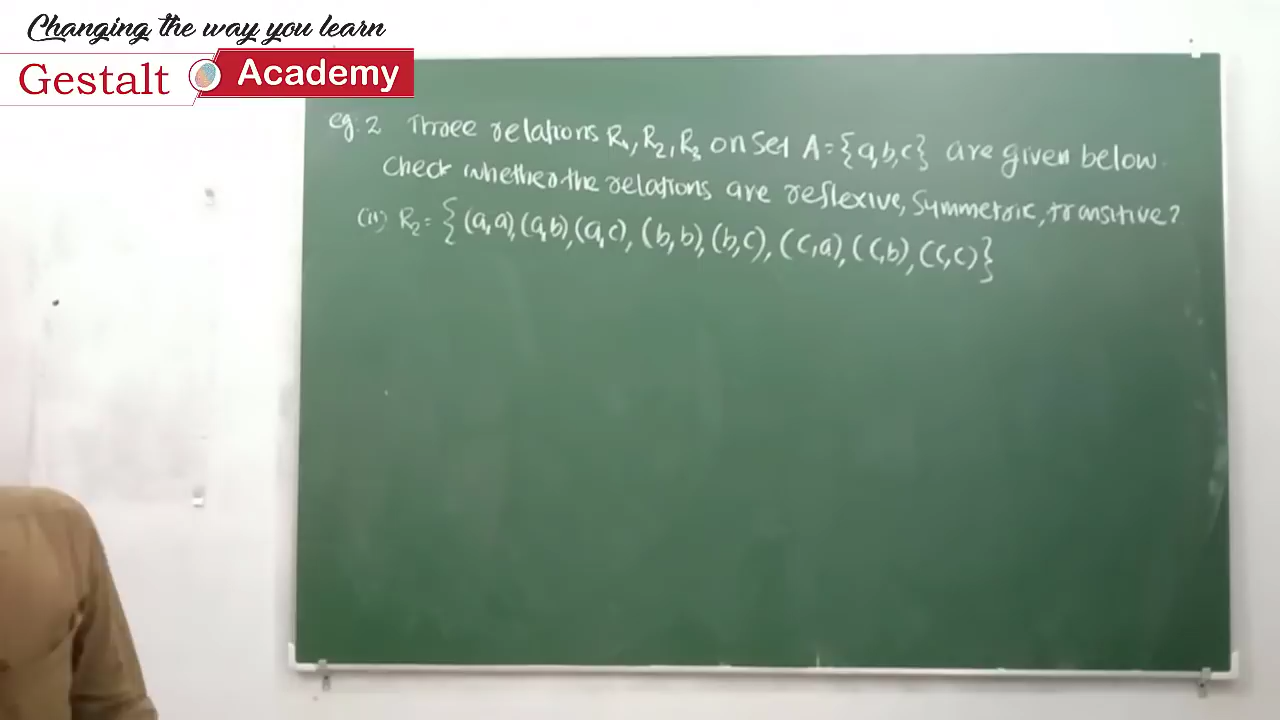 Changing the way you learn
Gestalt Academy
eg: 2 Three relations R₁, R₂, R₃ on set A = {a, b, c} are given below.
Check whether the relations are reflexive, symmetric, transitive?
(ii) R₂ = {(a, a), (a, b), (a, c), (b, b), (b, c), (c, a), (c, b), (c, c)}